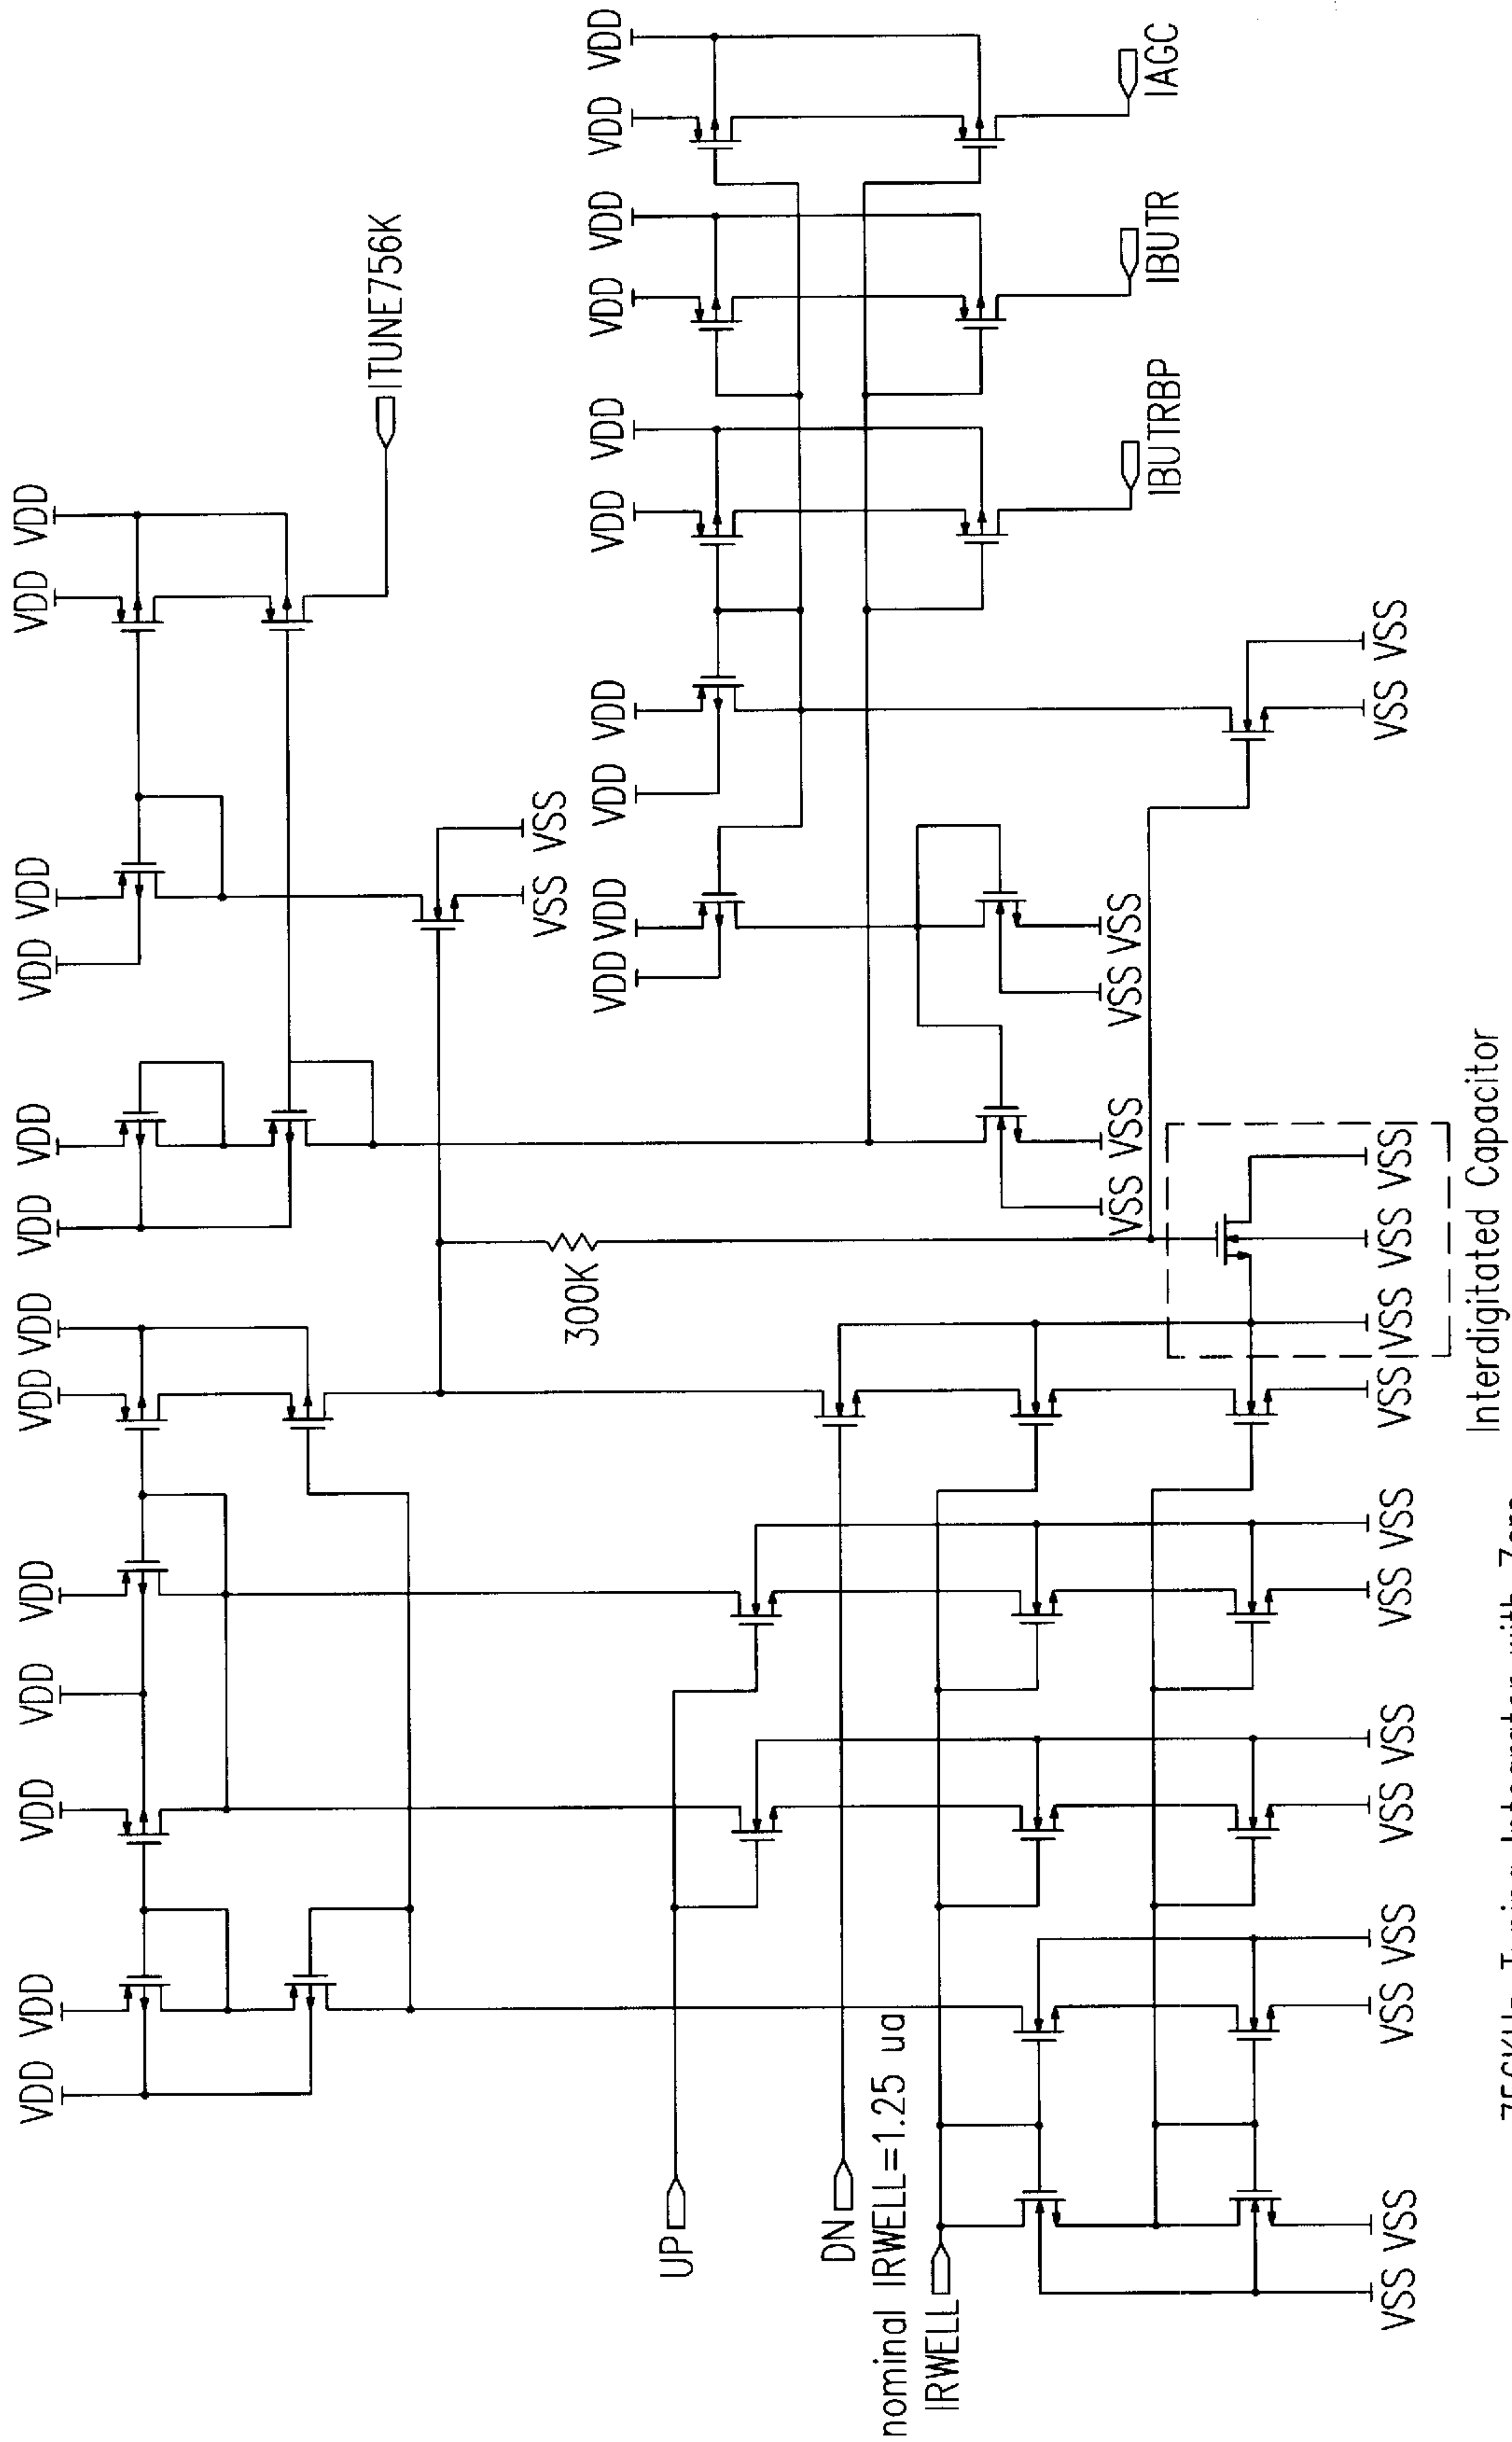 VDD VDD VDD VDD VDD VDD VDD VDD VDD VDD VDD VDD VDD
ITUNE756K
VSS VSS
300K
VDD VDD VDD VDD VDD VDD VDD VDD VDD VDD
UP
DN
nominal IRWELL=1.25 ua
IRWELL
VSS VSS VSS VSS
IBUTRBP IBUTR IAGC
VSS VSS VSS VSS VSS VSS VSS VSS VSS VSS VSS VSS VSS VSS
Interdigitated Capacitor